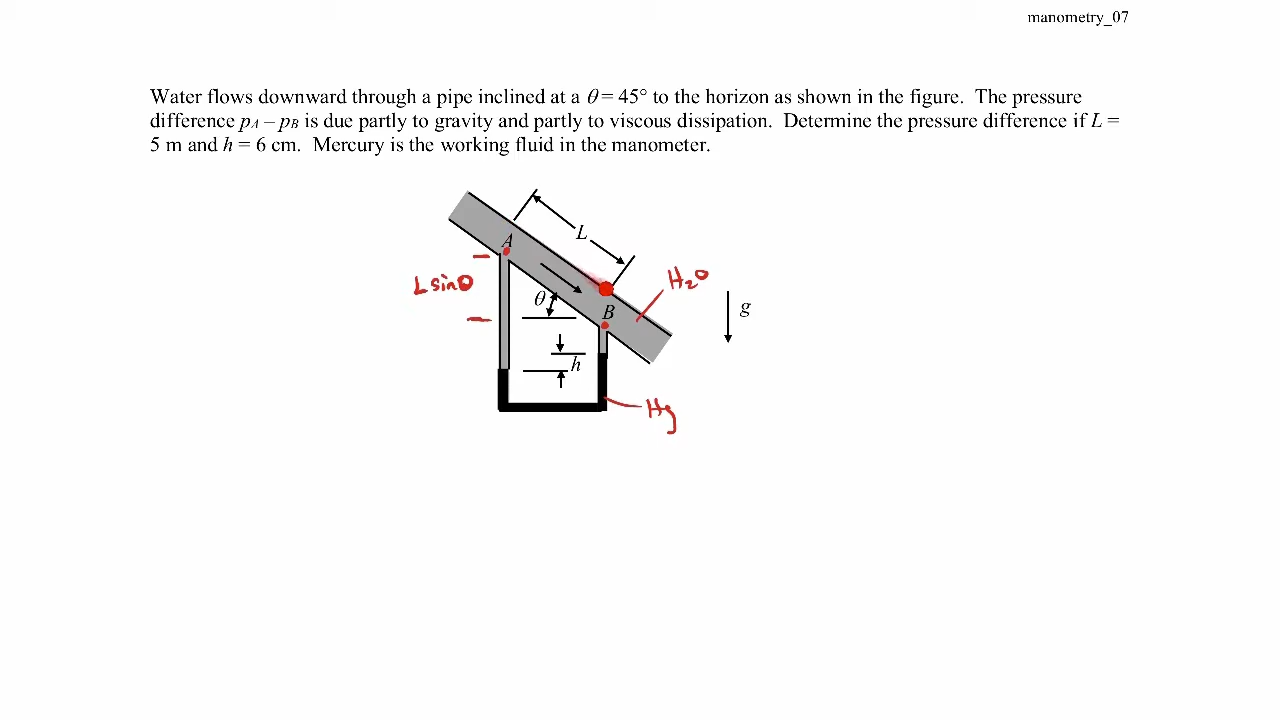 manometry_07
Water flows downward through a pipe inclined at a θ = 45° to the horizon as shown in the figure.  The pressure
difference pA – pB is due partly to gravity and partly to viscous dissipation.  Determine the pressure difference if L =
5 m and h = 6 cm.  Mercury is the working fluid in the manometer.
L
A
H2O
L sinθ
θ
B
g
h
Hg